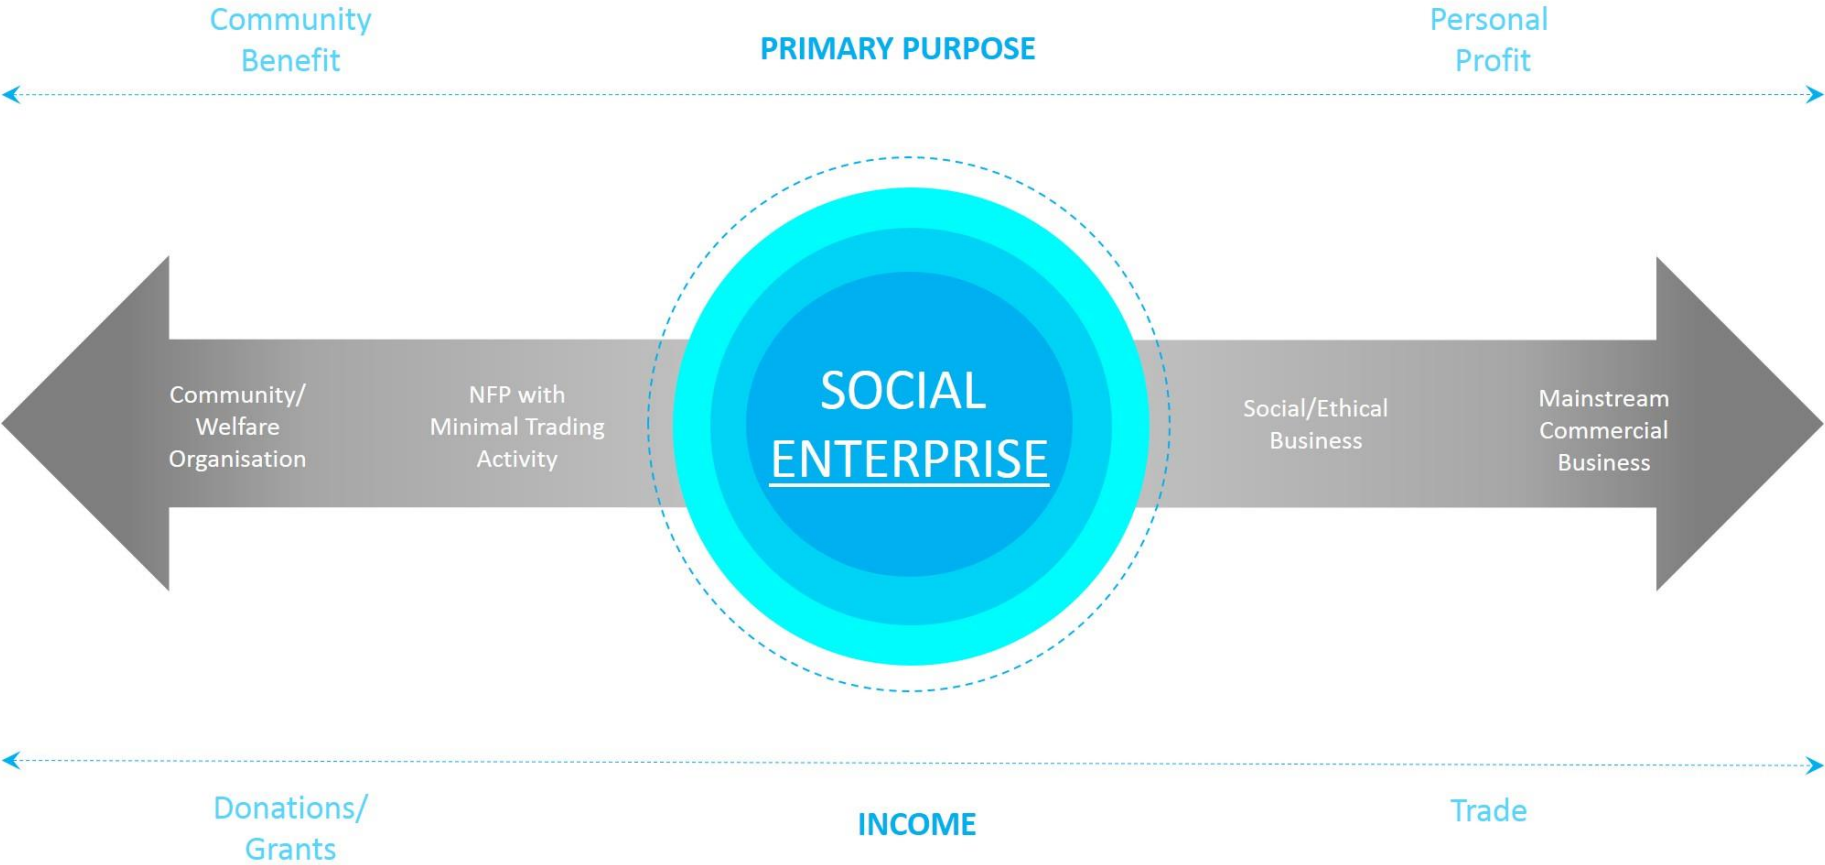 Community
Benefit
PRIMARY PURPOSE
Personal
Profit
Community/
Welfare
Organisation
NFP with
Minimal Trading
Activity
SOCIAL
ENTERPRISE
Social/Ethical
Business
Mainstream
Commercial
Business
Donations/
Grants
INCOME
Trade